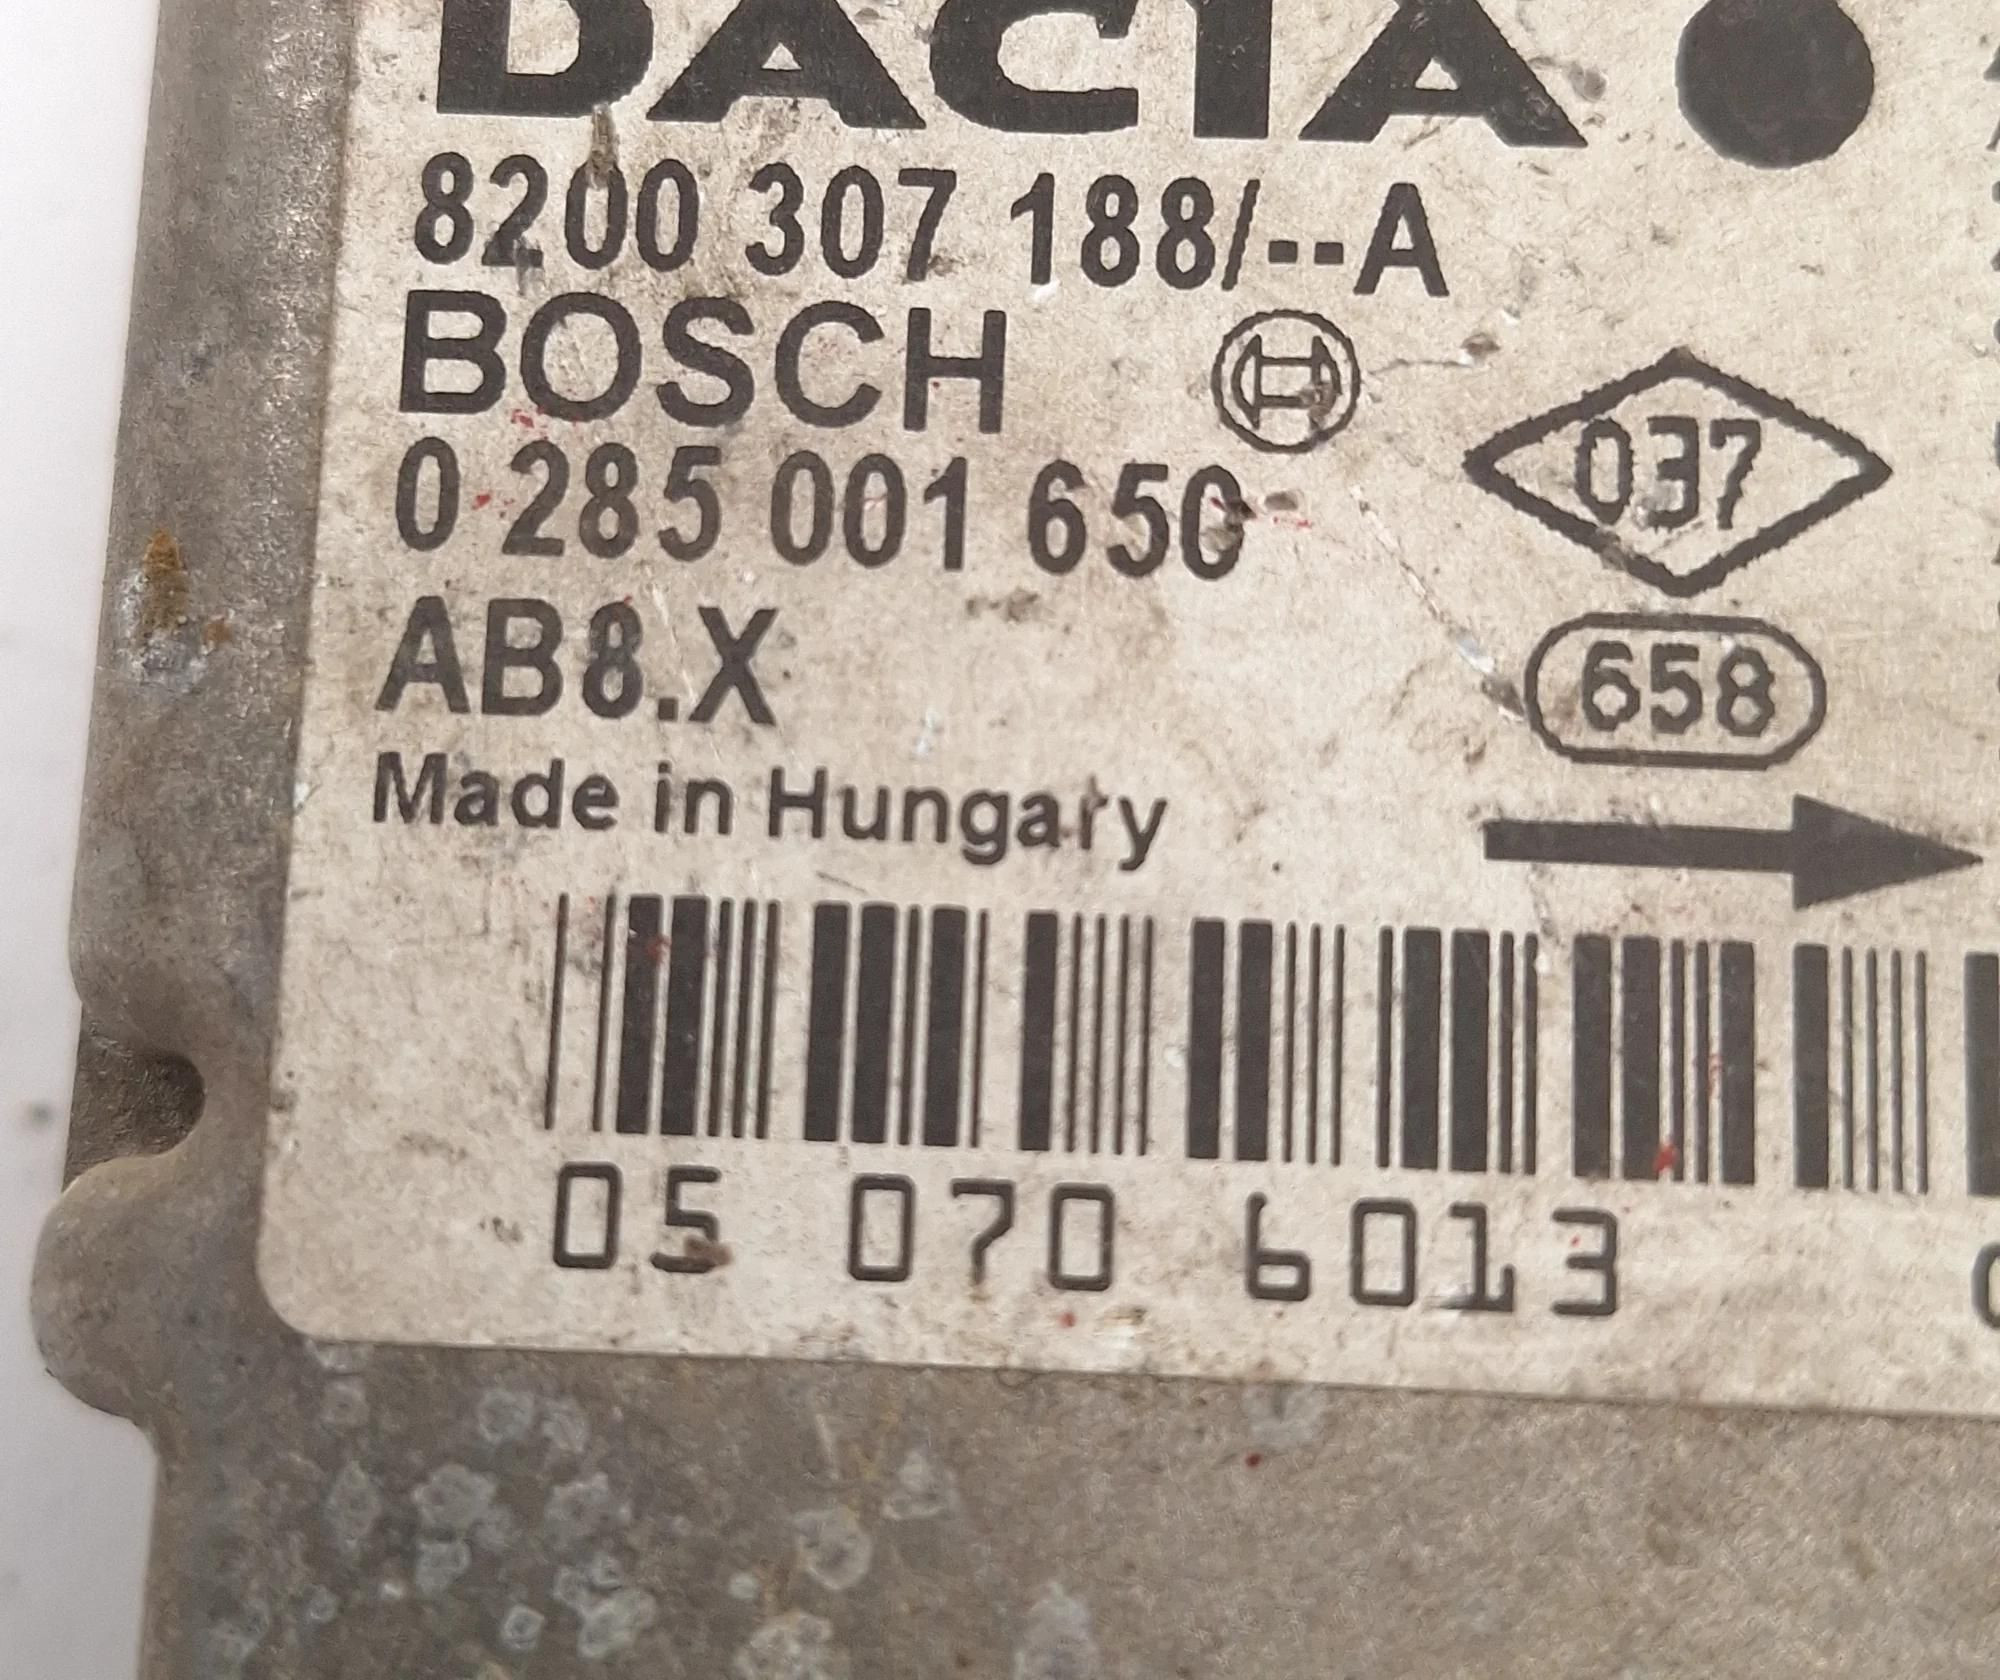 DACIA
8200 307 188/--A
BOSCH
037
0 285 001 650
AB8.X
658
Made in Hungary
05 070 6013